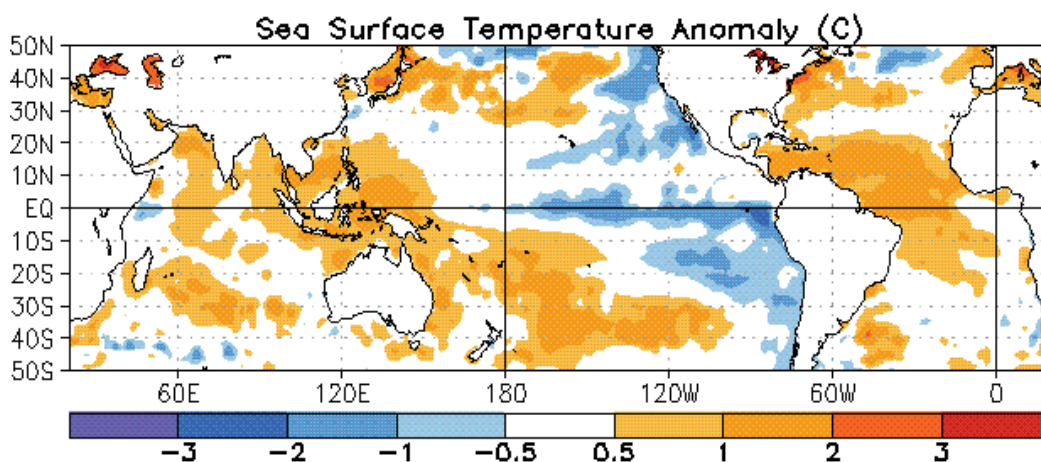 Sea Surface Temperature Anomaly (C)
50N
40N
30N
20N
10N
EQ
10S
20S
30S
40S
50S
60E 120E 180 120W 60W 0
-3 -2 -1 -0.5 0.5 1 2 3